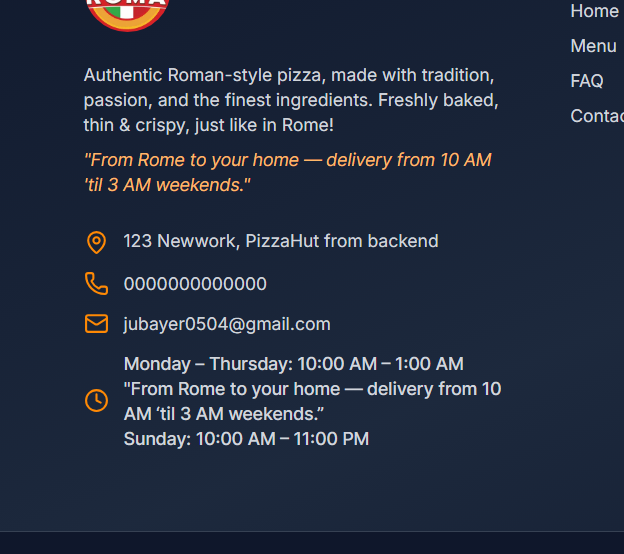 ROMA
Authentic Roman-style pizza, made with tradition,
passion, and the finest ingredients. Freshly baked,
thin & crispy, just like in Rome!
"From Rome to your home — delivery from 10 AM
'til 3 AM weekends."
123 Newwork, PizzaHut from backend
0000000000000
jubayer0504@gmail.com
Monday – Thursday: 10:00 AM – 1:00 AM
"From Rome to your home — delivery from 10
AM ‘til 3 AM weekends.”
Sunday: 10:00 AM – 11:00 PM
Home
Menu
FAQ
Contac